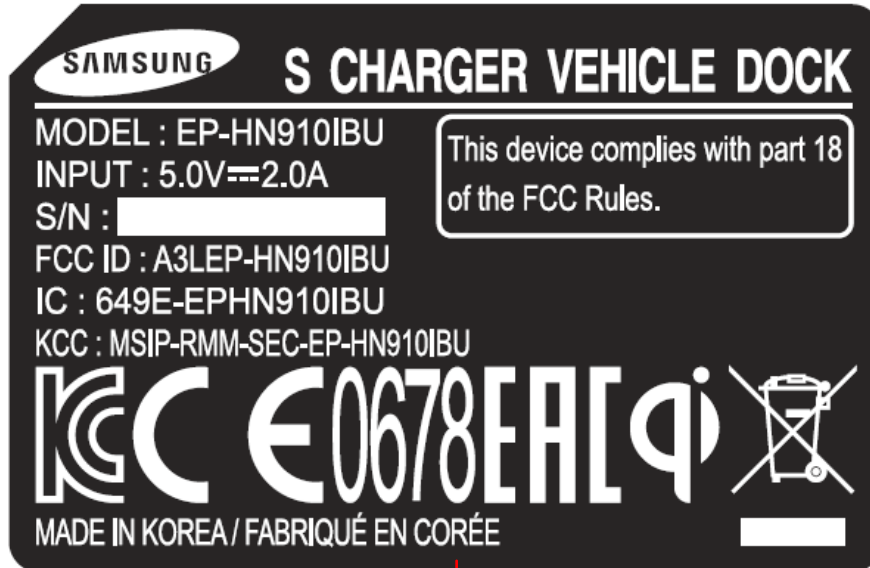 SAMSUNG
S CHARGER VEHICLE DOCK
MODEL : EP-HN910IBU
INPUT : 5.0V⎓2.0A
S/N :
FCC ID : A3LEP-HN910IBU
IC : 649E-EPHN910IBU
KCC : MSIP-RMM-SEC-EP-HN910IBU
This device complies with part 18
of the FCC Rules.
KC CE0678 EAC qi
MADE IN KOREA / FABRIQUÉ EN CORÉE